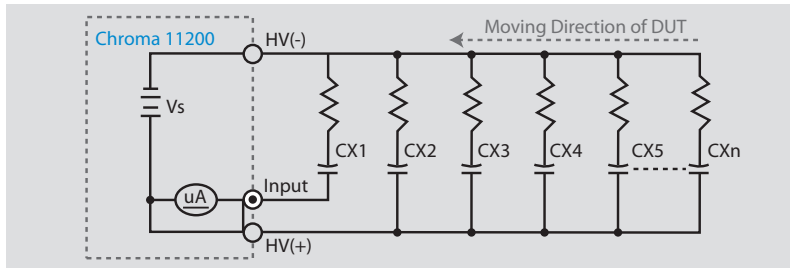 Chroma 11200
HV(-)
Moving Direction of DUT
Vs
CX1
CX2
CX3
CX4
CX5
CXn
uA
Input
HV(+)